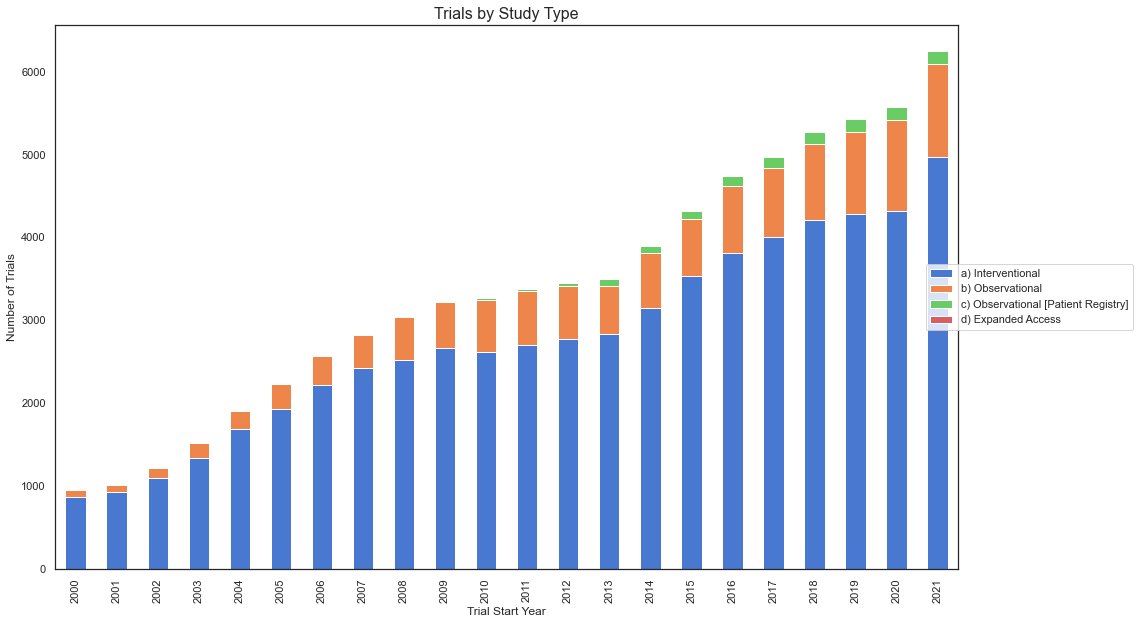 Trials by Study Type
Number of Trials
6000
5000
4000
3000
2000
1000
0
a) Interventional
b) Observational
c) Observational [Patient Registry]
d) Expanded Access
2000 2001 2002 2003 2004 2005 2006 2007 2008 2009 2010 2011 2012 2013 2014 2015 2016 2017 2018 2019 2020 2021
Trial Start Year